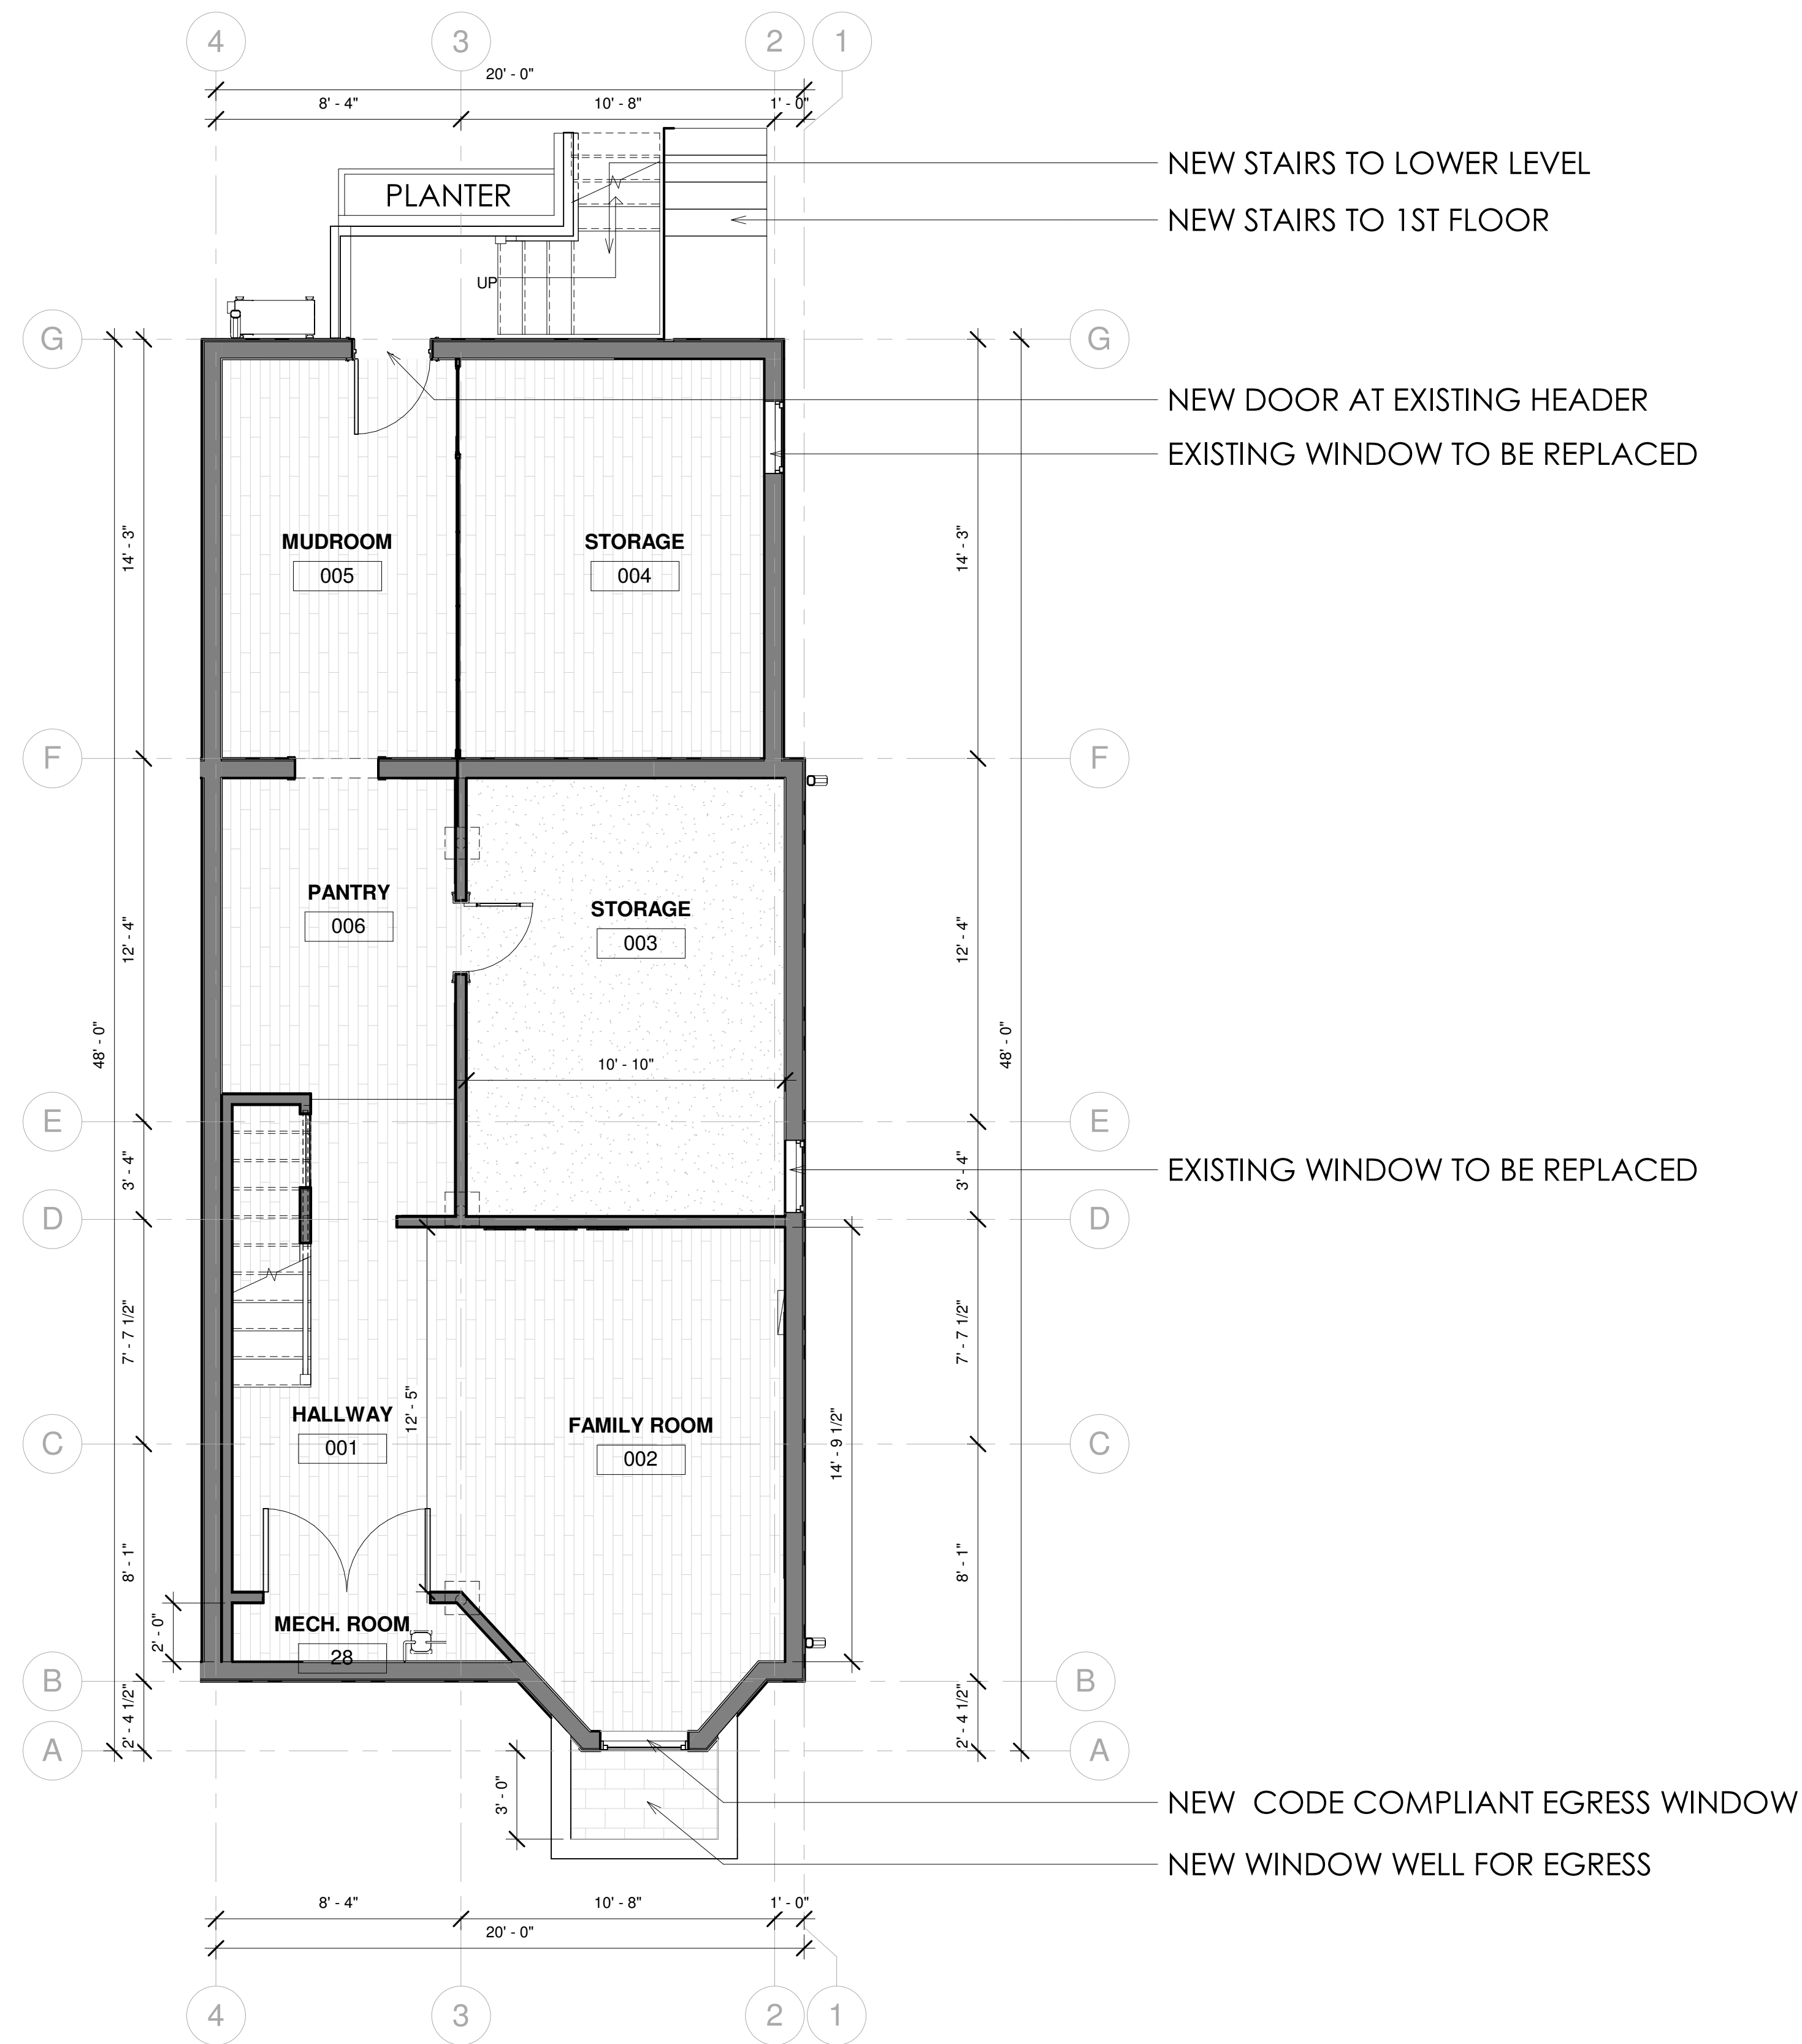 4 3 2 1
20' - 0"
8' - 4" 10' - 8" 1' - 0"
NEW STAIRS TO LOWER LEVEL
PLANTER
NEW STAIRS TO 1ST FLOOR
UP
G G
NEW DOOR AT EXISTING HEADER
EXISTING WINDOW TO BE REPLACED
14' - 3" 14' - 3"
MUDROOM
005
STORAGE
004
F F
PANTRY
006
STORAGE
003
12' - 4" 12' - 4"
48' - 0" 48' - 0"
10' - 10"
E E
3' - 4" 3' - 4"
EXISTING WINDOW TO BE REPLACED
D D
7' - 7 1/2" 7' - 7 1/2"
12' - 5"
HALLWAY
001
FAMILY ROOM
002
14' - 9 1/2"
C C
8' - 1" 8' - 1"
2' - 0"
MECH. ROOM
28
B B
2' - 4 1/2" 2' - 4 1/2"
A A
3' - 0"
NEW  CODE COMPLIANT EGRESS WINDOW
NEW WINDOW WELL FOR EGRESS
8' - 4" 10' - 8" 1' - 0"
20' - 0"
4 3 2 1